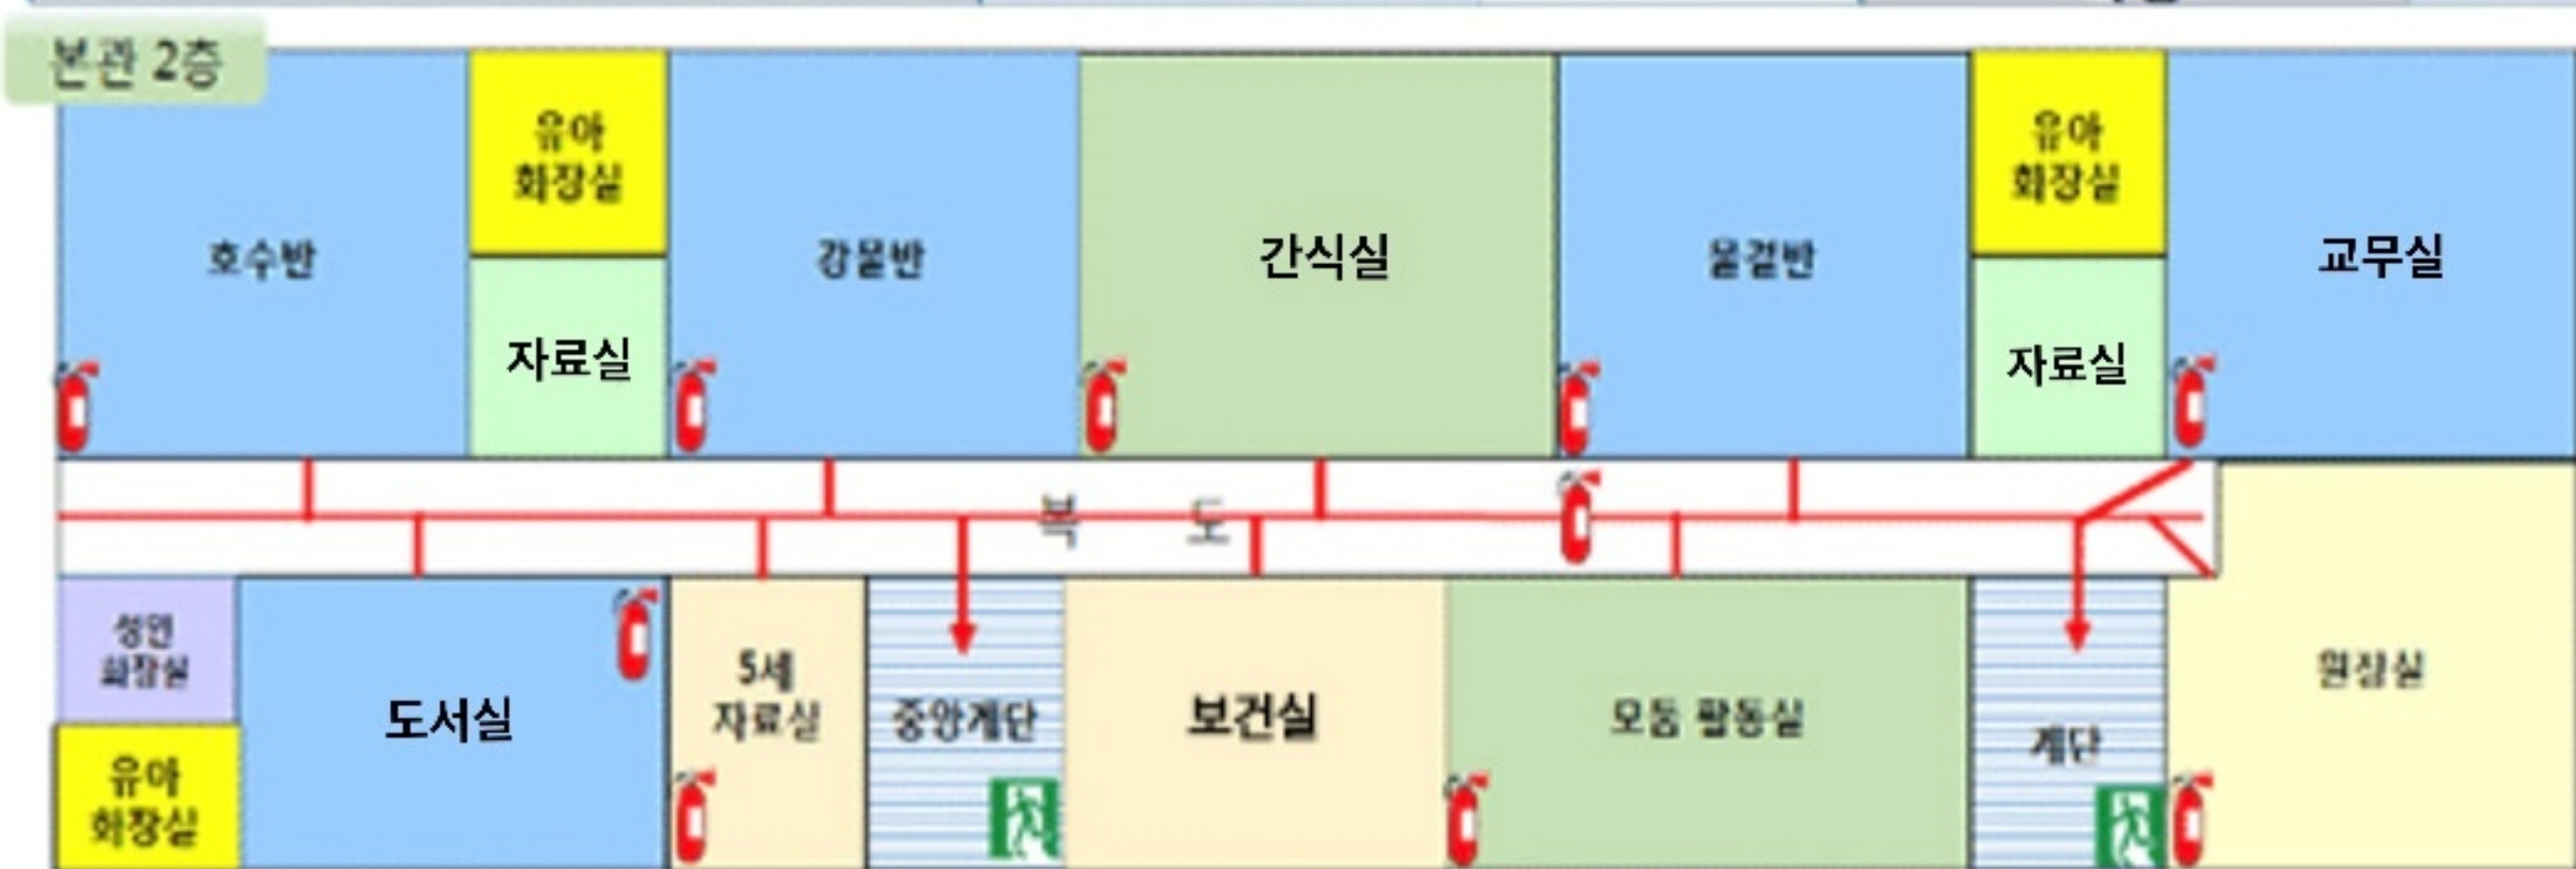 본관 2층
유아
화장실
유아
화장실
호수반
강물반
간식실
물결반
교무실
자료실
자료실
복 도
성인
화장실
5세
자료실
도서실
중앙계단
보건실
모둠 활동실
계단
원장실
유아
화장실